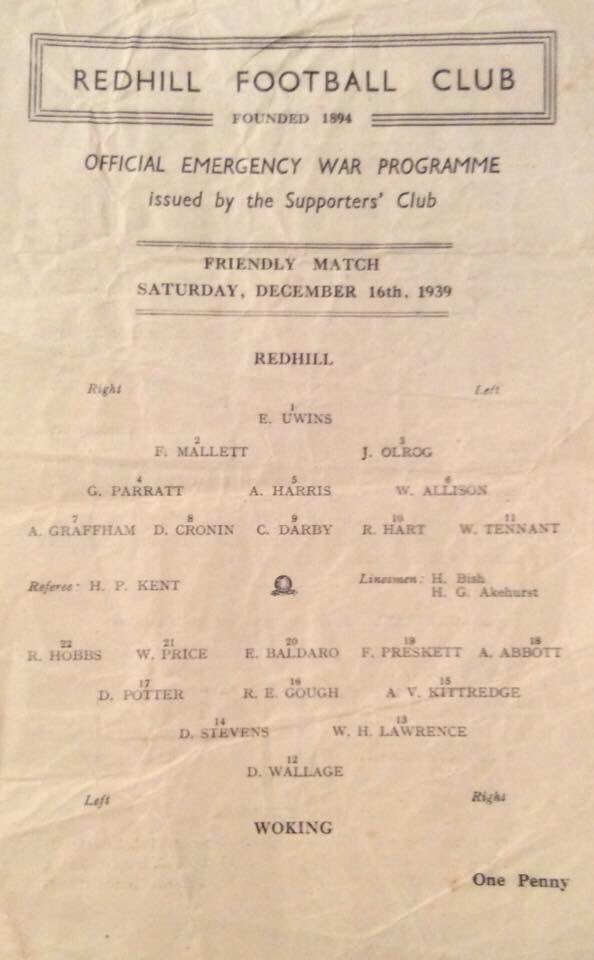 REDHILL FOOTBALL CLUB
FOUNDED 1894
OFFICIAL EMERGENCY WAR PROGRAMME
issued by the Supporters' Club
FRIENDLY MATCH
SATURDAY, DECEMBER 16th, 1939
REDHILL
Right Left
1
E. UWINS
2 3
F. MALLETT J. OLROG
4 5 6
G. PARRATT A. HARRIS W. ALLISON
7 8 9 10 11
A. GRAFFHAM D. CRONIN C. DARBY R. HART W. TENNANT
Referee: H. P. KENT Linesmen: H. Bish
H. G. Akehurst
22 21 20 19 18
R. HOBBS W. PRICE E. BALDARO F. PRESKETT A. ABBOTT
17 16 15
D. POTTER R. E. GOUGH A. V. KITTREDGE
14 13
D. STEVENS W. H. LAWRENCE
12
D. WALLAGE
Left Right
WOKING
One Penny